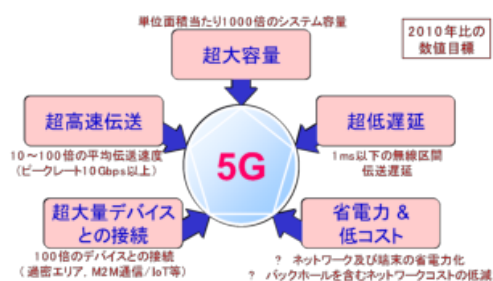 単位面積当たり1000倍のシステム容量
2010年比の
数値目標
超大容量
超高速伝送
超低遅延
10～100倍の平均伝送速度
(ピークレート10Gbps以上)
1ms以下の無線区間
伝送遅延
5G
超大量デバイス
との接続
省電力 &
低コスト
100倍のデバイスとの接続
(過密エリア, M2M通信/IoT等)
? ネットワーク及び端末の省電力化
? バックホールを含むネットワークコストの低減